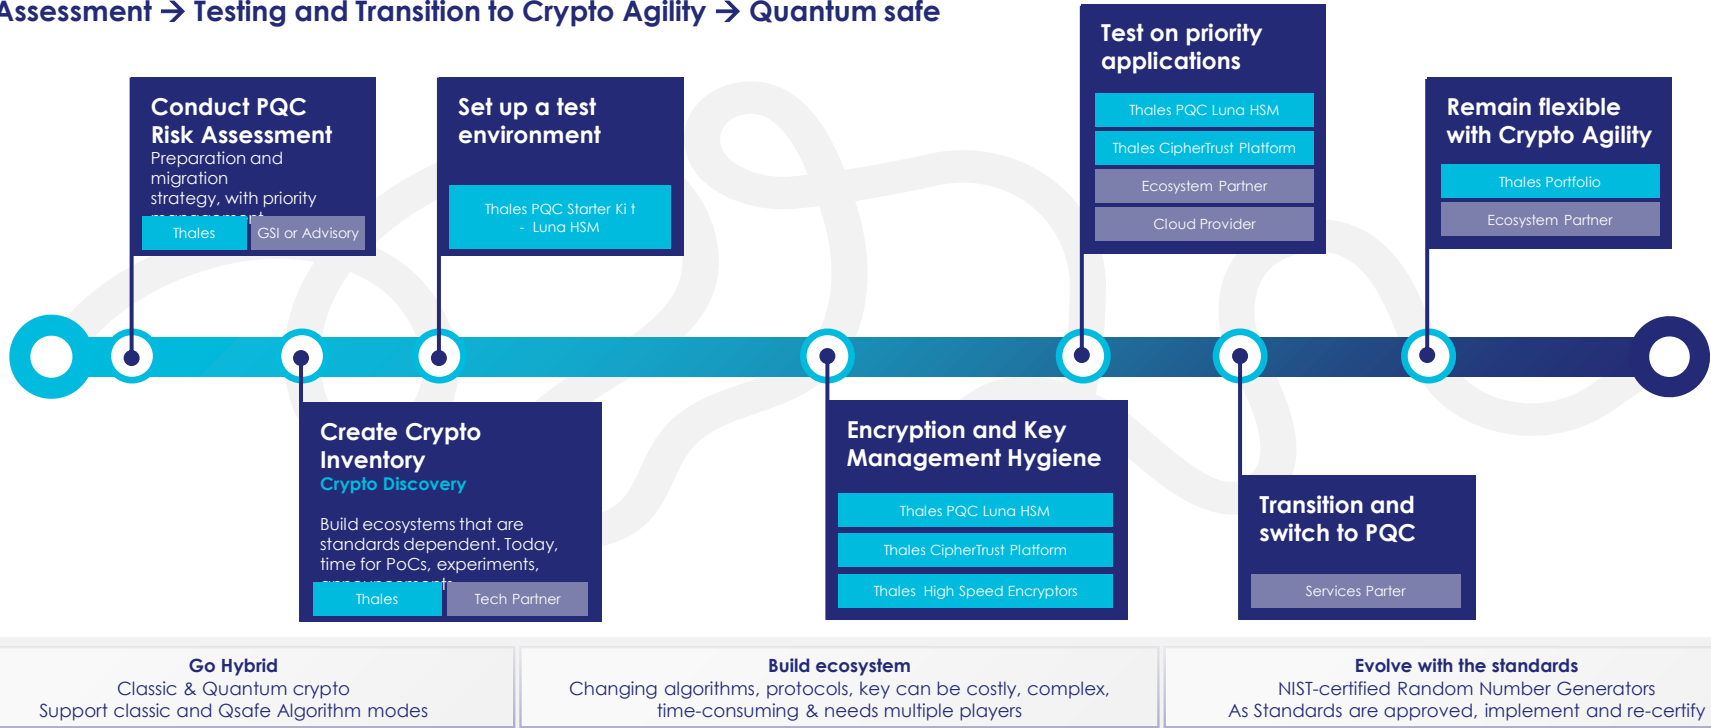 Assessment → Testing and Transition to Crypto Agility → Quantum safe
Conduct PQC
Risk Assessment
Preparation and
migration
strategy, with priority
management
Thales
GSI or Advisory
Set up a test
environment
Thales PQC Starter Ki t
- Luna HSM
Test on priority
applications
Thales PQC Luna HSM
Thales CipherTrust Platform
Ecosystem Partner
Cloud Provider
Remain flexible
with Crypto Agility
Thales Portfolio
Ecosystem Partner
Create Crypto
Inventory
Crypto Discovery
Build ecosystems that are
standards dependent. Today,
time for PoCs, experiments,
announcements
Thales
Tech Partner
Encryption and Key
Management Hygiene
Thales PQC Luna HSM
Thales CipherTrust Platform
Thales High Speed Encryptors
Transition and
switch to PQC
Services Parter
Go Hybrid
Classic & Quantum crypto
Support classic and Qsafe Algorithm modes
Build ecosystem
Changing algorithms, protocols, key can be costly, complex,
time-consuming & needs multiple players
Evolve with the standards
NIST-certified Random Number Generators
As Standards are approved, implement and re-certify